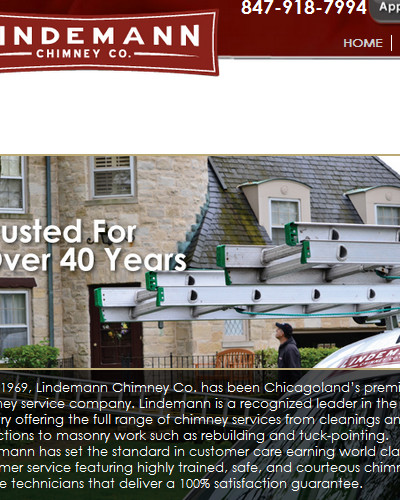 847-918-7994 App
LINDEMANN
CHIMNEY CO.
HOME
usted For
Over 40 Years
LINDEMANN
1969, Lindemann Chimney Co. has been Chicagoland's premi
ney service company. Lindemann is a recognized leader in the
ry offering the full range of chimney services from cleanings an
ctions to masonry work such as rebuilding and tuck-pointing.
mann has set the standard in customer care earning world cla
mer service featuring highly trained, safe, and courteous chimn
e technicians that deliver a 100% satisfaction guarantee.